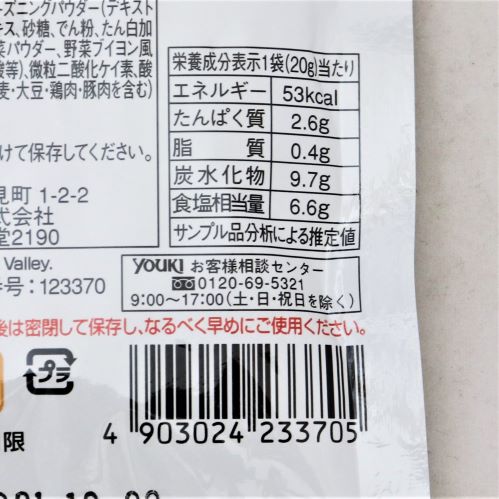 ーズニングパウダー(デキスト
キス、砂糖、でん粉、たん白加
菜パウダー、野菜ブイヨン風
酸等)、微粒二酸化ケイ素、酸
麦・大豆・鶏肉・豚肉を含む)
栄養成分表示1袋(20g)当たり
エネルギー 53kcal
たんぱく質 2.6g
脂質 0.4g
炭水化物 9.7g
食塩相当量 6.6g
サンプル品分析による推定値
けて保存してください。
見町 1-2-2
式会社
堂2190
Valley.
号:123370
YOUKI お客様相談センター
0120-69-5321
9:00〜17:00(土・日・祝日を除く)
後は密閉して保存し、なるべく早めにご使用ください。
プラ
限
4 903024 233705